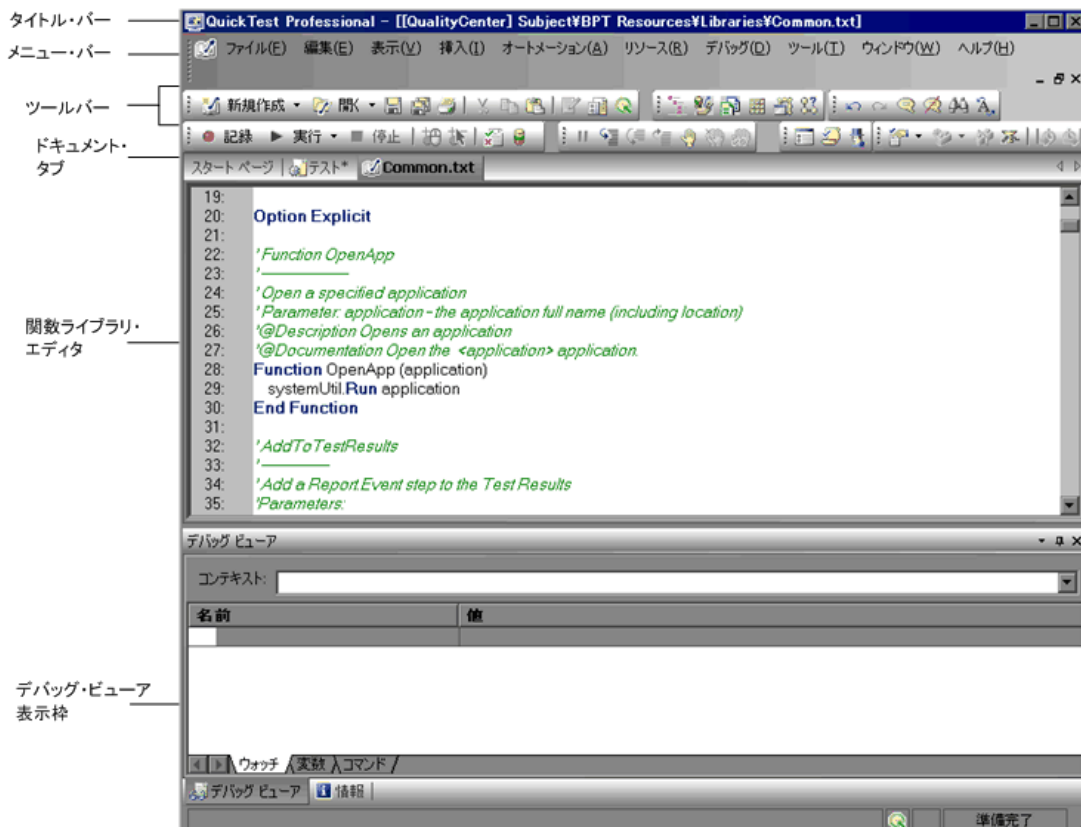 タイトル・バー
QuickTest Professional - [[QualityCenter] Subject¥BPT Resources¥Libraries¥Common.txt]
メニュー・バー
ファイル(F) 編集(E) 表示(V) 挿入(I) オートメーション(A) リソース(R) デバッグ(D) ツール(T) ウィンドウ(W) ヘルプ(H)
ツールバー
新規作成 開く
記録 実行 停止
ドキュメント・
タブ
スタート ページ テスト* Common.txt
19:
20: Option Explicit
21:
22: ' Function OpenApp
23: ' ——————
24: ' Open a specified application
25: ' Parameter: application - the application full name (including location)
26: '@Description Opens an application
27: '@Documentation Open the <application> application.
28: Function OpenApp (application)
29: systemUtil.Run application
30: End Function
31:
32: ' AddToTestResults
33: ' —————
34: ' Add a Report.Event step to the Test Results
35: 'Parameters:
関数ライブラリ・
エディタ
デバッグ ビューア
コンテキスト:
名前 値
デバッグ・ビューア
表示枠
ウォッチ 変数 コマンド
デバッグ ビューア 情報
準備完了